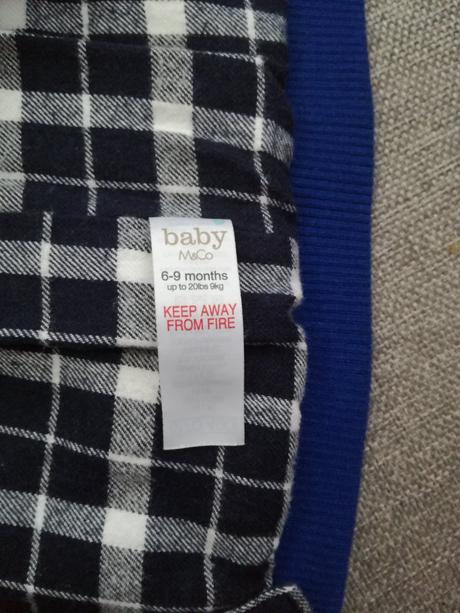 baby
M&Co
6-9 months
up to 20lbs 9kg
KEEP AWAY
FROM FIRE